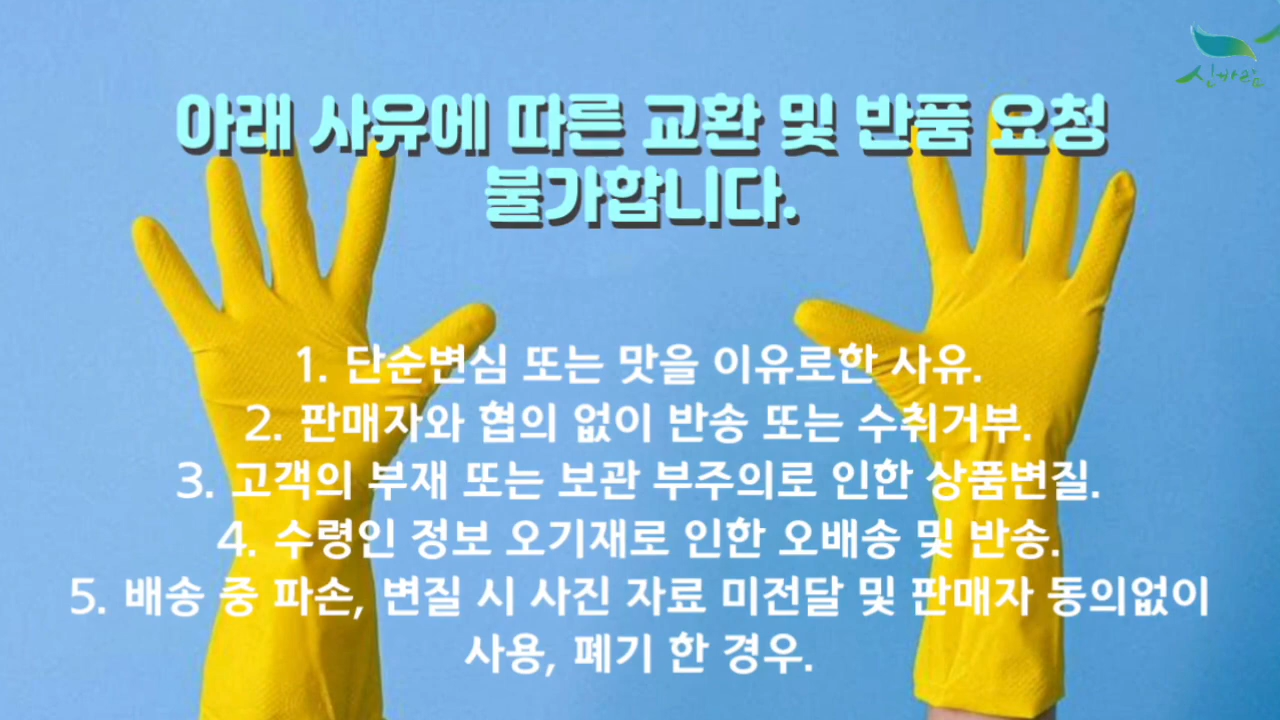 신바람
아래 사유에 따른 교환 및 반품 요청
불가합니다.
1. 단순변심 또는 맛을 이유로한 사유.
2. 판매자와 협의 없이 반송 또는 수취거부.
3. 고객의 부재 또는 보관 부주의로 인한 상품변질.
4. 수령인 정보 오기재로 인한 오배송 및 반송.
5. 배송 중 파손, 변질 시 사진 자료 미전달 및 판매자 동의없이
사용, 폐기 한 경우.